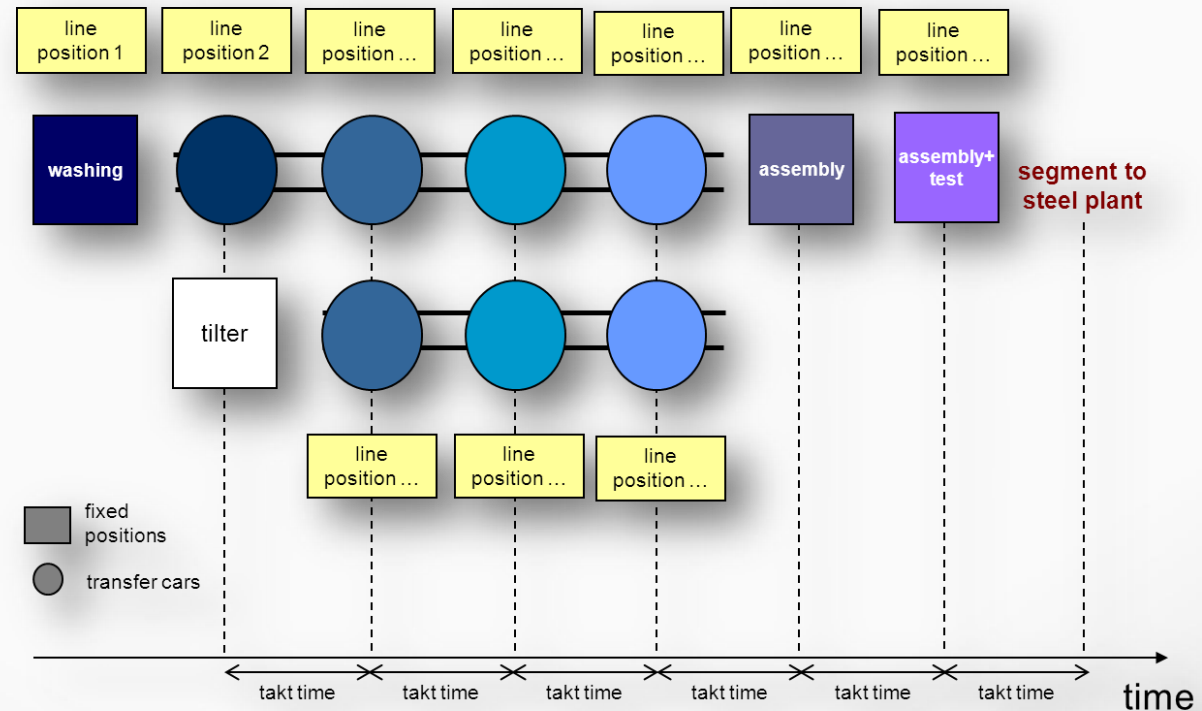 line
position 1
line
position 2
line
position ...
line
position ...
line
position ...
line
position ...
line
position ...
washing
assembly
assembly+
test
segment to
steel plant
tilter
line
position ...
line
position ...
line
position ...
fixed
positions
transfer cars
takt time
takt time
takt time
takt time
takt time
takt time
time